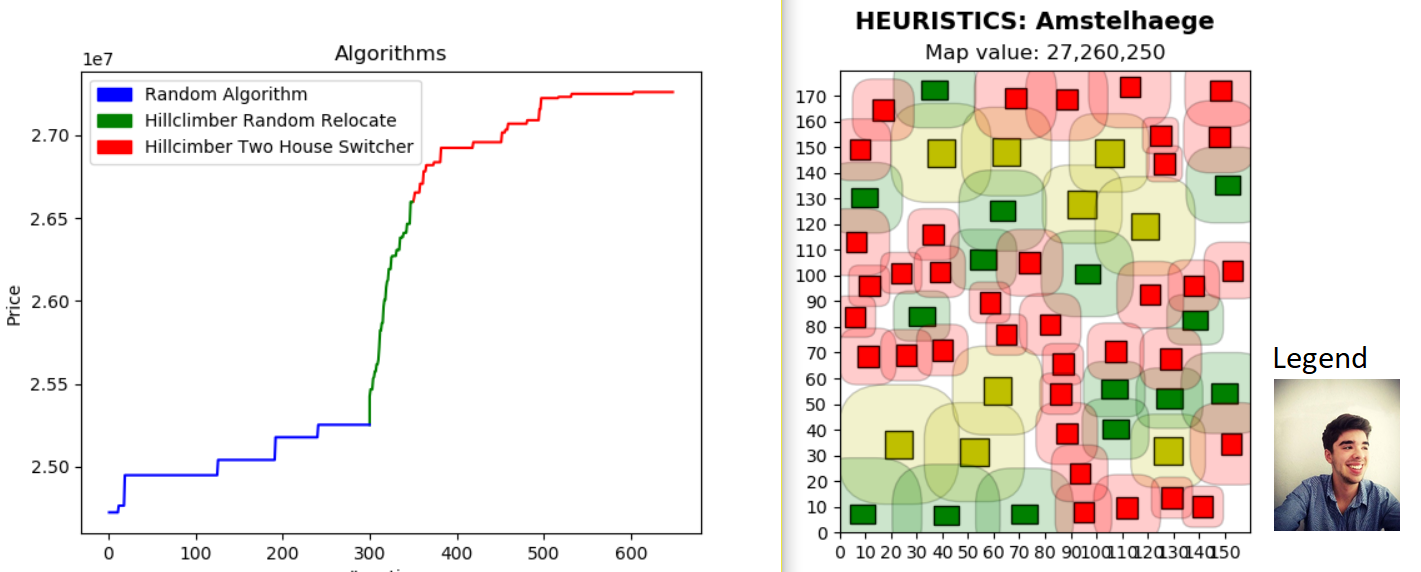 Algorithms
1e7
Random Algorithm
Hillclimber Random Relocate
Hillcimber Two House Switcher
2.70
2.65
2.60
2.55
2.50
Price
0 100 200 300 400 500 600
HEURISTICS: Amstelhaege
Map value: 27,260,250
170
160
150
140
130
120
110
100
90
80
70
60
50
40
30
20
10
0
0 10 20 30 40 50 60 70 80 90 100 110 120 130 140 150
Legend